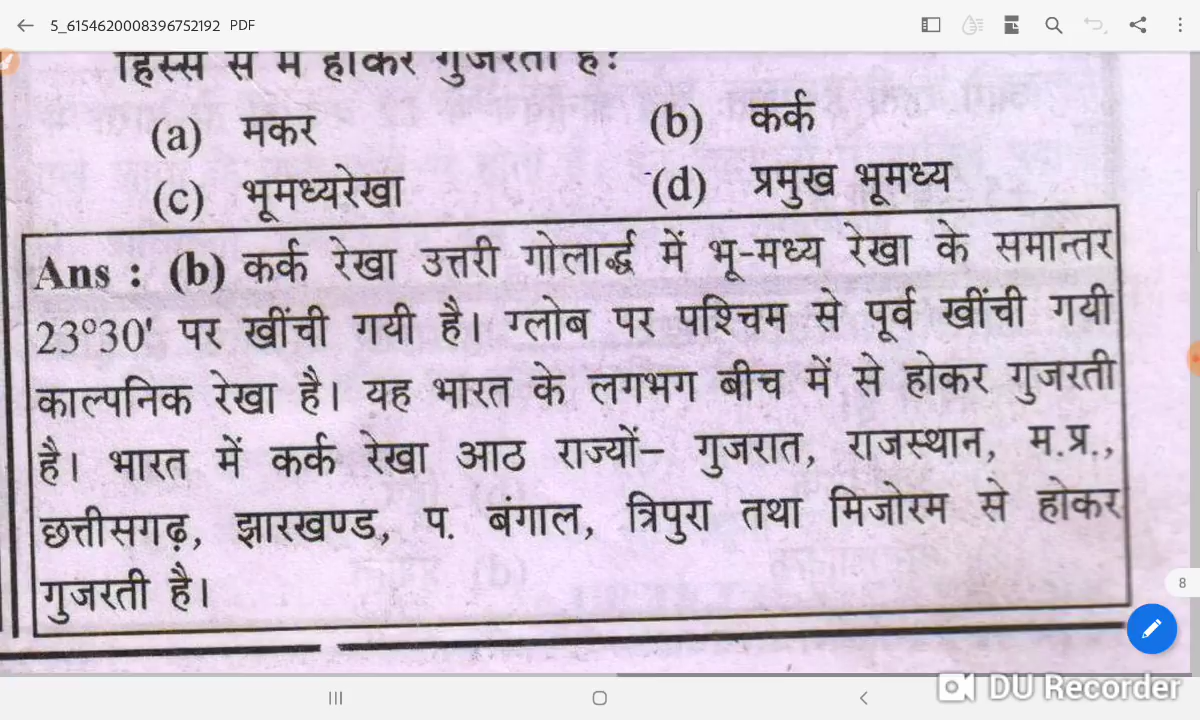 5_6154620008396752192 PDF
हिस्से से में होकर गुजरती है?
(a) मकर (b) कर्क
(c) भूमध्यरेखा (d) प्रमुख भूमध्य
Ans : (b) कर्क रेखा उत्तरी गोलार्द्ध में भू-मध्य रेखा के समान्तर
23°30' पर खींची गयी है। ग्लोब पर पश्चिम से पूर्व खींची गयी
काल्पनिक रेखा है। यह भारत के लगभग बीच में से होकर गुजरती
है। भारत में कर्क रेखा आठ राज्यों– गुजरात, राजस्थान, म.प्र.,
छत्तीसगढ़, झारखण्ड, प. बंगाल, त्रिपुरा तथा मिजोरम से होकर
गुजरती है।
8
DU Recorder